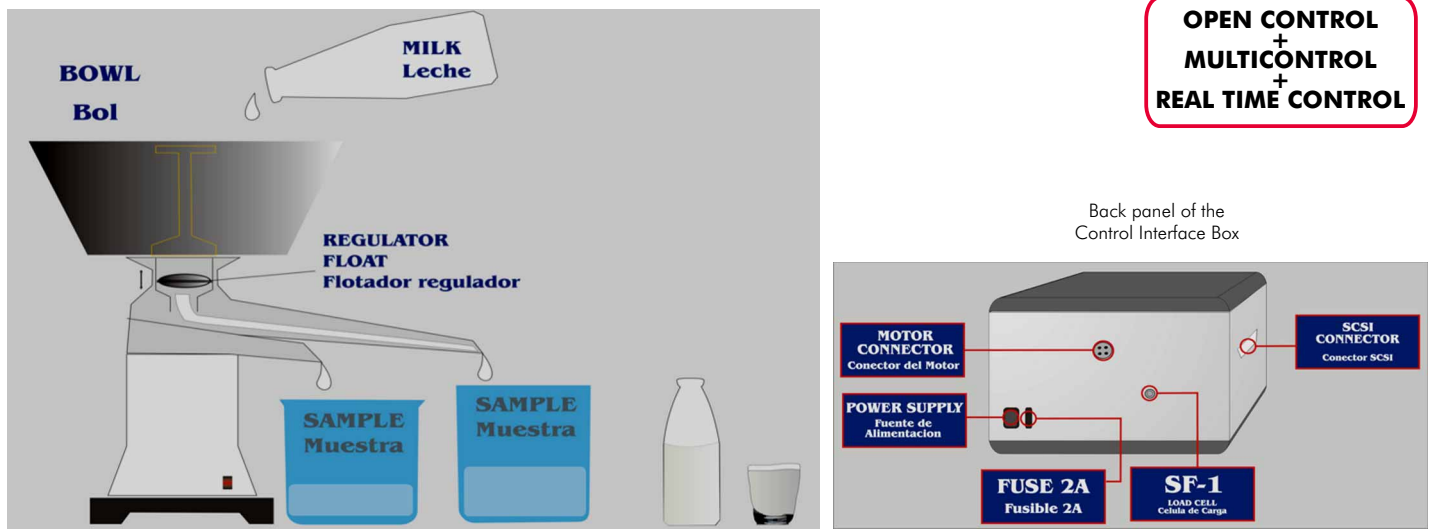 MILK
Leche
BOWL
Bol
REGULATOR
FLOAT
Flotador regulador
SAMPLE
Muestra
SAMPLE
Muestra
OPEN CONTROL
+
MULTICONTROL
+
REAL TIME CONTROL
Back panel of the
Control Interface Box
MOTOR
CONNECTOR
Conector del Motor
SCSI
CONNECTOR
Conector SCSI
POWER SUPPLY
Fuente de
Alimentacion
FUSE 2A
Fusible 2A
SF-1
LOAD CELL
Celula de Carga